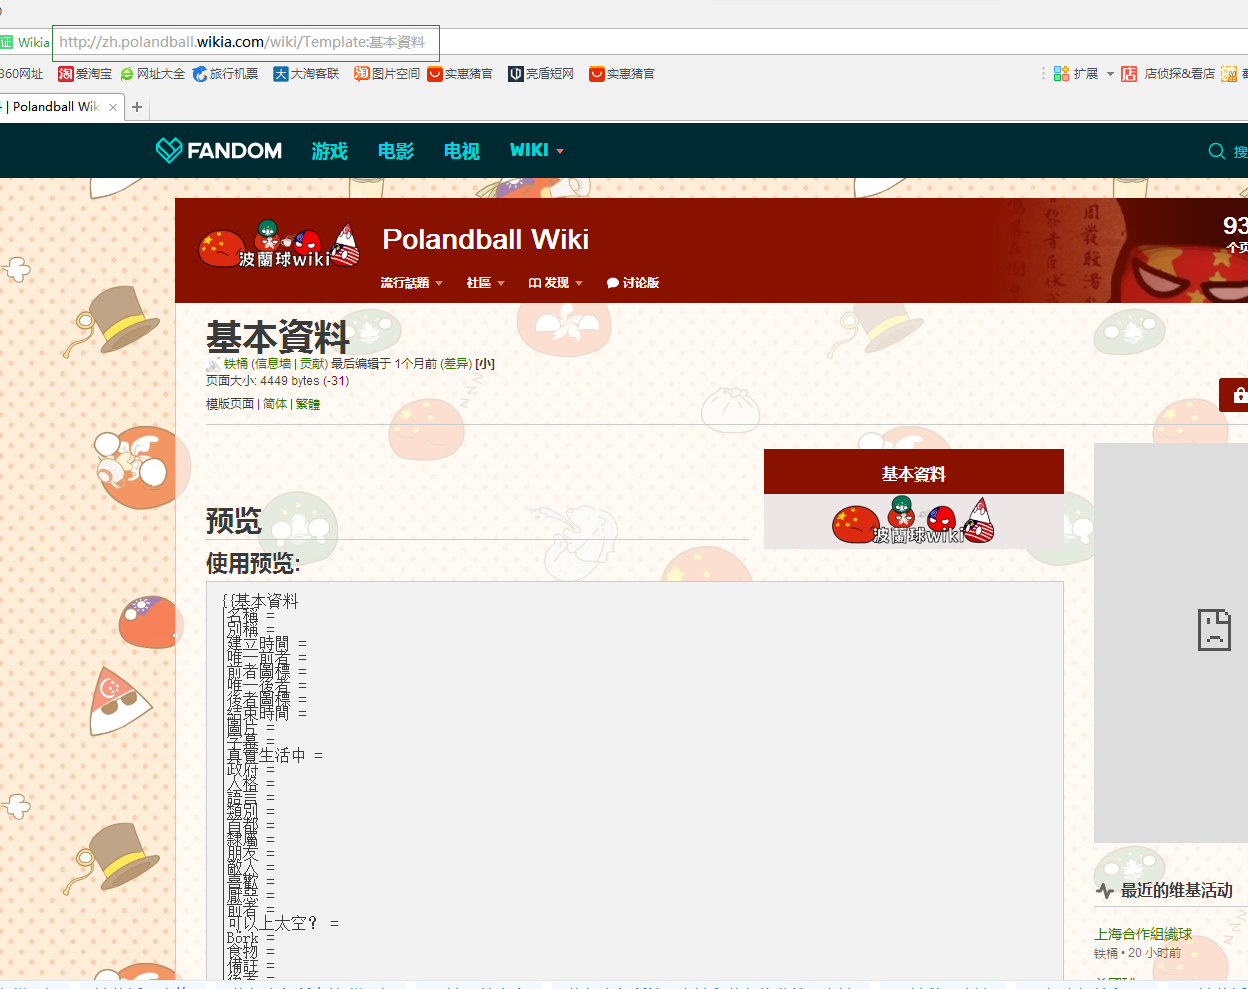 证 Wikia http://zh.polandball.wikia.com/wiki/Template:基本資料
360网址 爱淘宝 网址大全 旅行机票 大淘客联 图片空间 实惠猪官 亮盾短网 实惠猪官 扩展 店侦探&看店
| Polandball Wik × +
FANDOM 游戏 电影 电视 WIKI 搜
波蘭球wiki Polandball Wiki 93
个页
流行話題 社區 发现 讨论版
基本資料
铁桶 (信息墙 | 贡献) 最后编辑于 1个月前 (差异) [小]
页面大小: 4449 bytes (-31)
模版页面 | 简体 | 繁體
基本資料
波蘭球wiki
预览
使用预览:
{{基本資料
|名稱 =
|別稱 =
|建立時間 =
|唯一前者 =
|前者圖標 =
|唯一後者 =
|後者圖標 =
|結束時間 =
|圖片 =
|字幕 =
|真實生活中 =
|政府 =
|人格 =
|語言 =
|類別 =
|首都 =
|隸屬 =
|朋友 =
|敵人 =
|喜歡 =
|厭惡 =
|前者 =
|可以上太空? =
|Bork =
|食物 =
|備註 =
|後者 =
最近的维基活动
上海合作組織球
铁桶 • 20 小时前